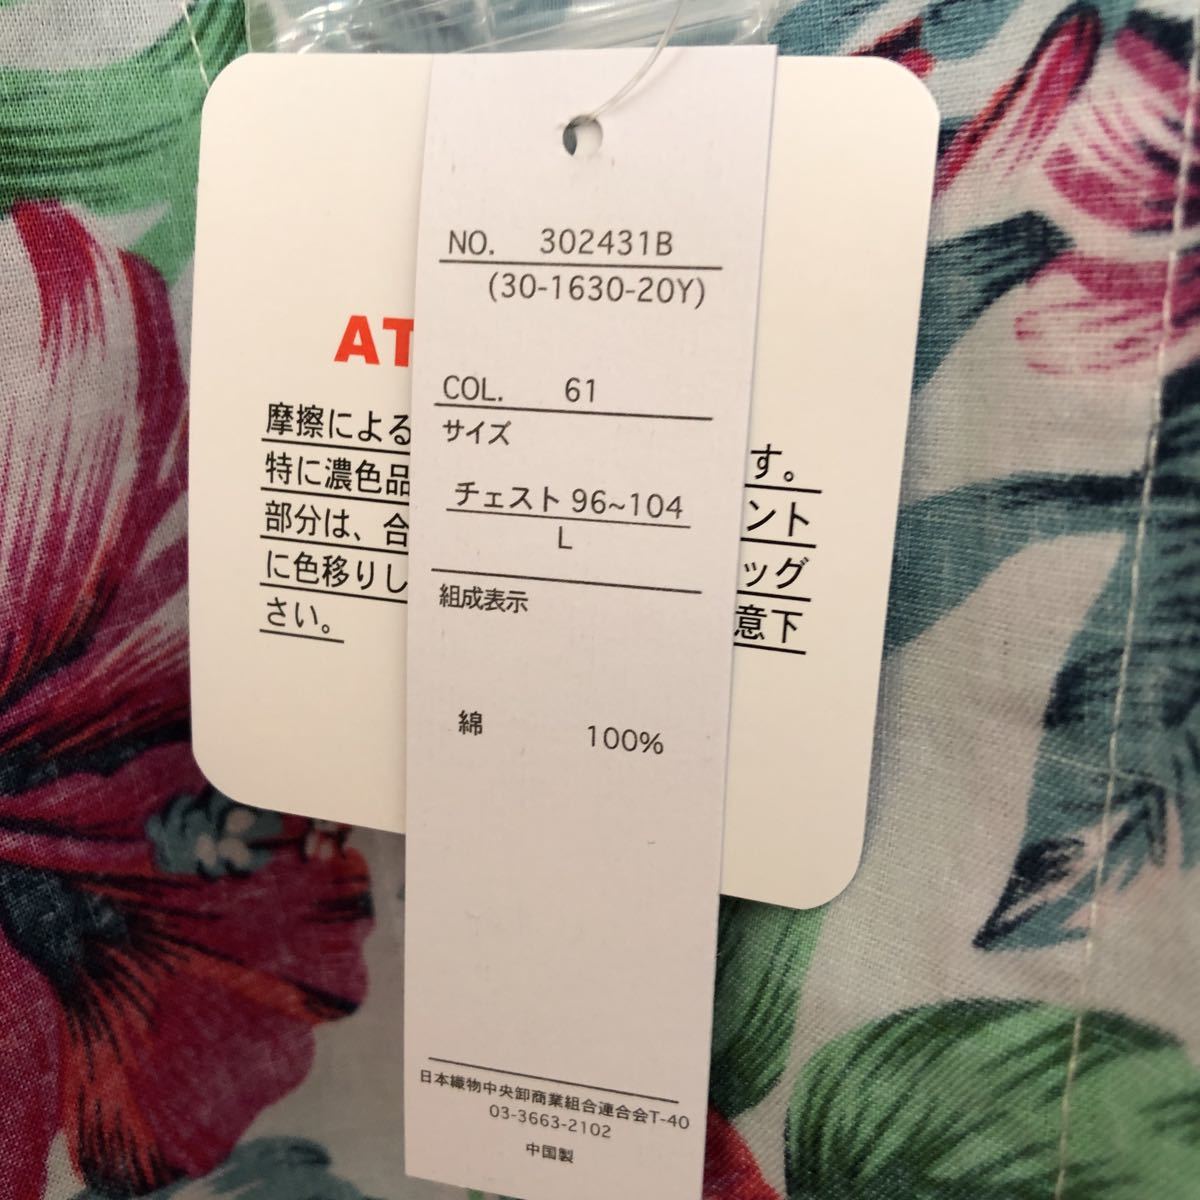 NO. 302431B
(30-1630-20Y)
COL. 61
サイズ
チェスト 96~104
L
組成表示
綿 100%
日本織物中央卸商業組合連合会T-40
03-3663-2102
中国製
AT
摩擦による
す。
特に濃色品
ント
部分は、合
ッグ
に色移りし
意下
さい。